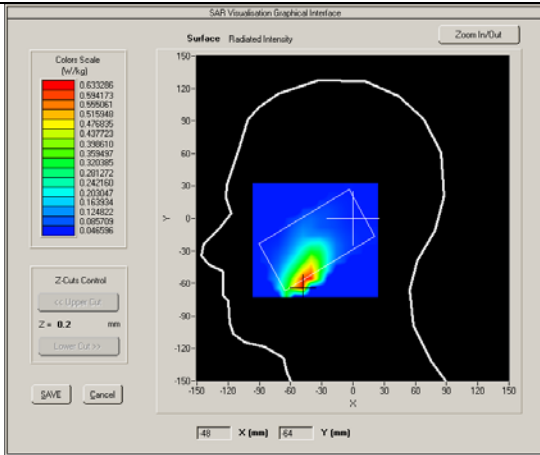 SAR Visualisation Graphical Interface
Surface Radiated Intensity
Zoom In/Out
Colors Scale
(W/kg)
0.633286
0.594173
0.555061
0.515948
0.476835
0.437723
0.398610
0.359497
0.320385
0.281272
0.242160
0.203047
0.163934
0.124822
0.085709
0.046596
Z-Cuts Control
<< Upper Cut
Z = 0.2 mm
Lower Cut >>
SAVE Cancel
150
120
90
60
30
0
-30
-60
-90
-120
-150
Y
-150 -120 -90 -60 -30 0 30 60 90 120 150
X
-48 X (mm) -64 Y (mm)